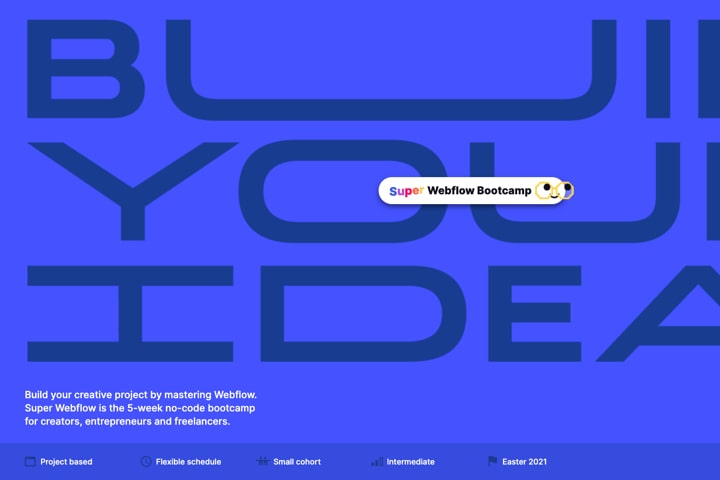 BUI
YOU
IDEA
Super Webflow Bootcamp
Build your creative project by mastering Webflow.
Super Webflow is the 5-week no-code bootcamp
for creators, entrepreneurs and freelancers.
Project based
Flexible schedule
Small cohort
Intermediate
Easter 2021